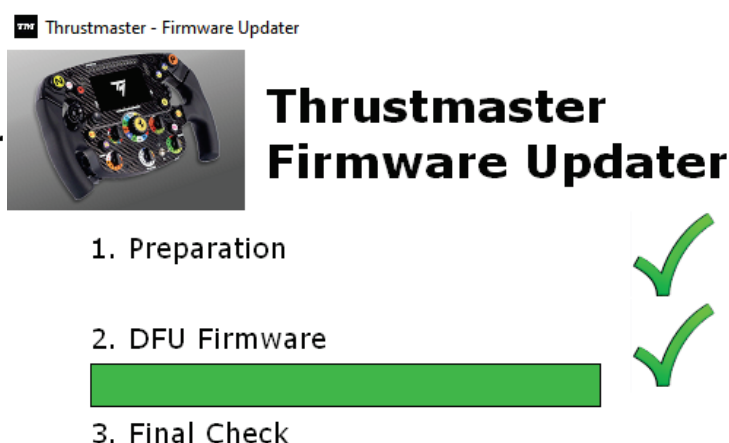 Thrustmaster - Firmware Updater
Thrustmaster
Firmware Updater
1. Preparation
2. DFU Firmware
3. Final Check